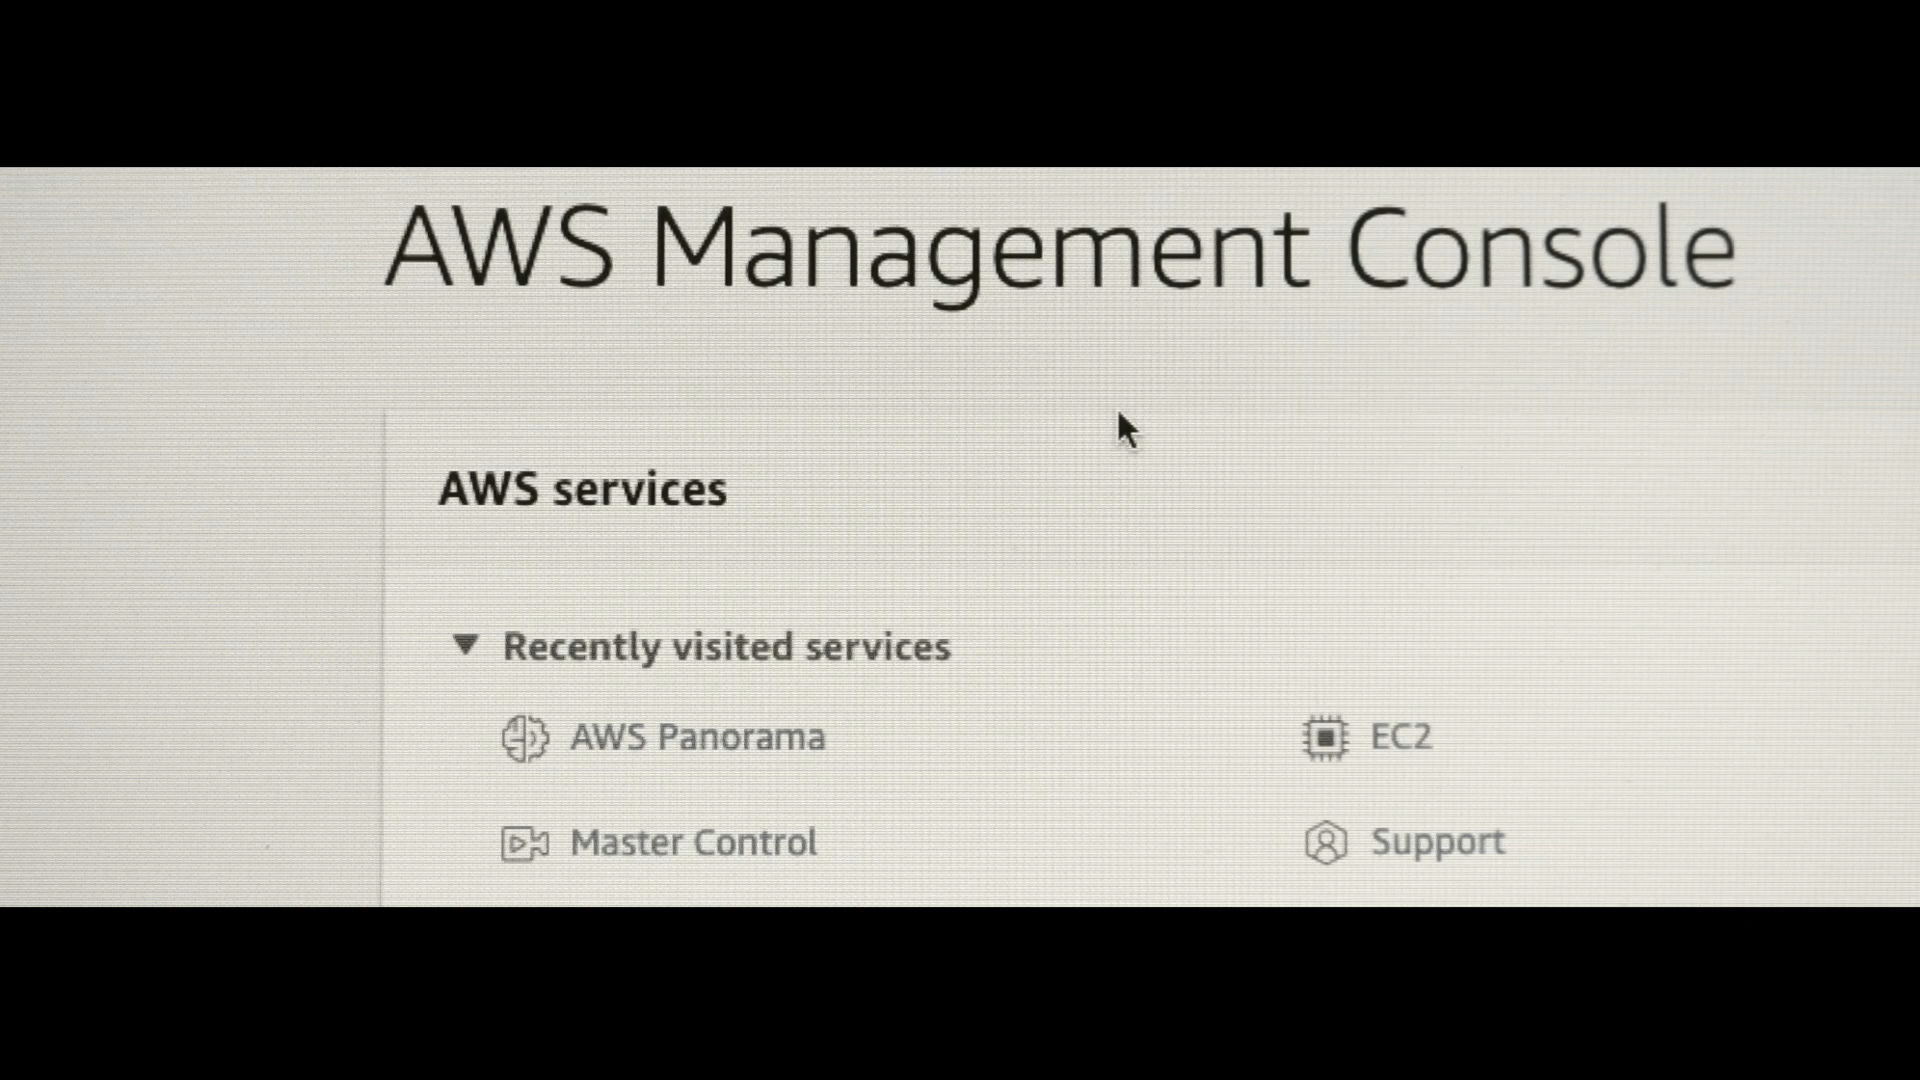 AWS Management Console
AWS services
Recently visited services
AWS Panorama
EC2
Master Control
Support